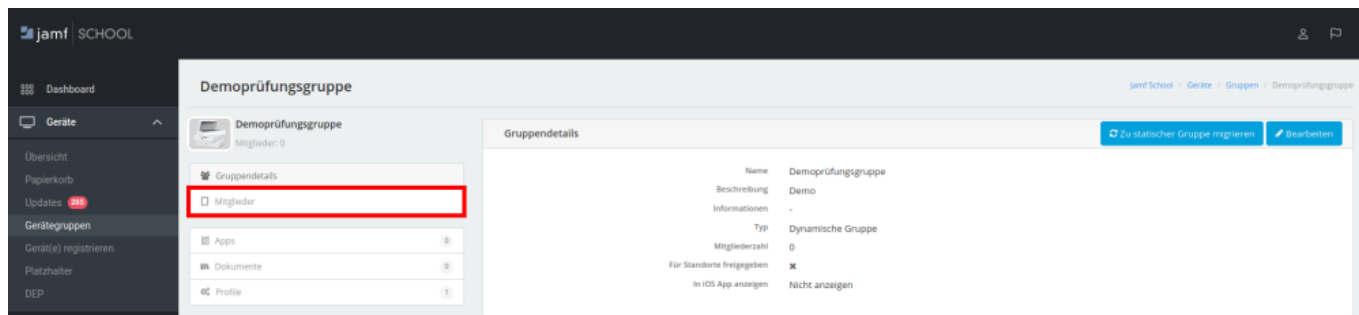 jamf SCHOOL
Dashboard
Geräte
Übersicht
Papierkorb
Updates 285
Gerätegruppen
Gerät(e) registrieren
Platzhalter
DEP
Demoprüfungsgruppe
Jamf School / Geräte / Gruppen / Demoprüfungsgruppe
Demoprüfungsgruppe
Mitglieder: 0
Gruppendetails
Mitglieder
Apps 0
Dokumente 0
Profile 1
Gruppendetails
Zu statischer Gruppe migrieren
Bearbeiten
Name Demoprüfungsgruppe
Beschreibung Demo
Informationen -
Typ Dynamische Gruppe
Mitgliederzahl 0
Für Standorte freigegeben ✖
In iOS App anzeigen Nicht anzeigen